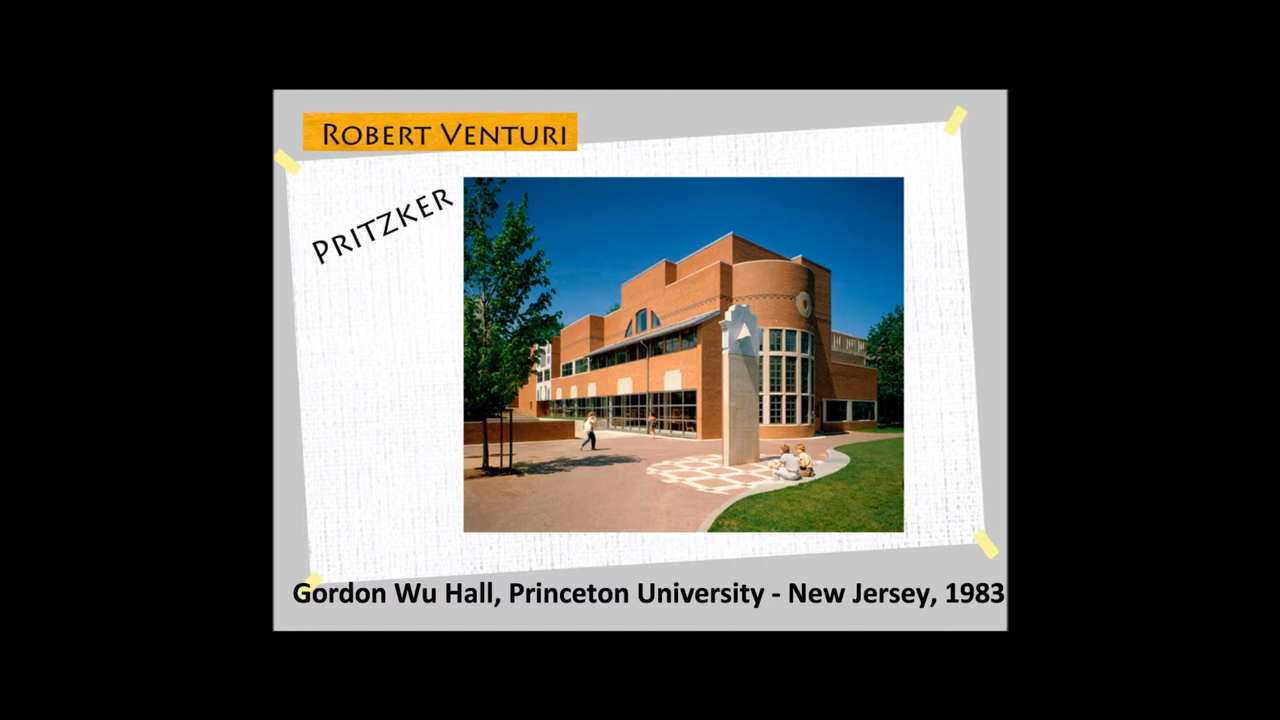 ROBERT VENTURI
PRITZKER
Gordon Wu Hall, Princeton University - New Jersey, 1983